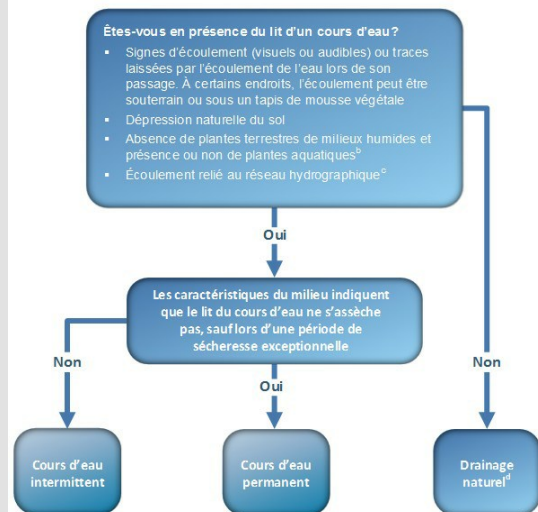 Êtes-vous en présence du lit d'un cours d'eau ?
▪ Signes d'écoulement (visuels ou audibles) ou traces
laissées par l'écoulement de l'eau lors de son
passage. À certains endroits, l'écoulement peut être
souterrain ou sous un tapis de mousse végétale
▪ Dépression naturelle du sol
▪ Absence de plantes terrestres de milieux humides et
présence ou non de plantes aquatiquesᵇ
▪ Écoulement relié au réseau hydrographiqueᶜ
Oui
Les caractéristiques du milieu indiquent
que le lit du cours d'eau ne s'assèche
pas, sauf lors d'une période de
sécheresse exceptionnelle
Non
Oui
Non
Cours d'eau
intermittent
Cours d'eau
permanent
Drainage
naturelᵈ